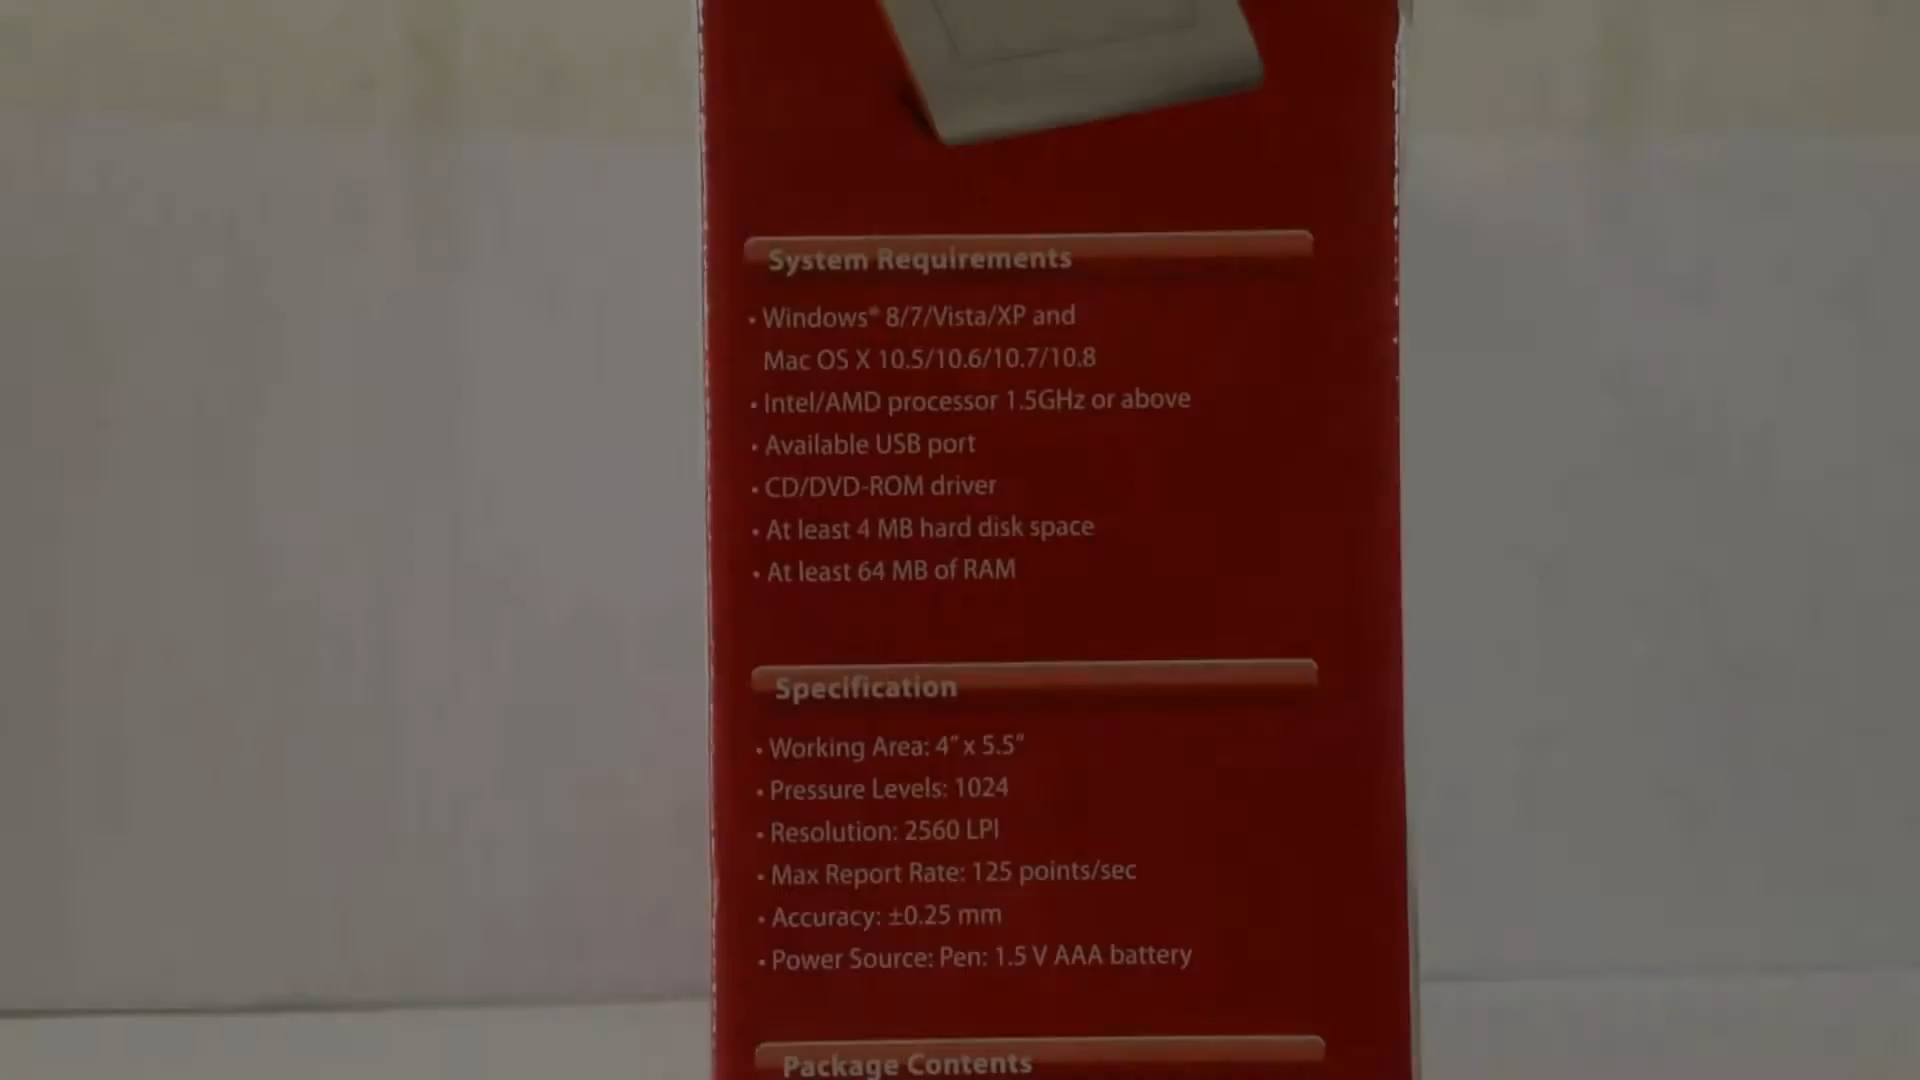 System Requirements
• Windows® 8/7/Vista/XP and
Mac OS X 10.5/10.6/10.7/10.8
• Intel/AMD processor 1.5GHz or above
• Available USB port
• CD/DVD-ROM driver
• At least 4 MB hard disk space
• At least 64 MB of RAM
Specification
• Working Area: 4" x 5.5"
• Pressure Levels: 1024
• Resolution: 2560 LPI
• Max Report Rate: 125 points/sec
• Accuracy: ±0.25 mm
• Power Source: Pen: 1.5 V AAA battery
Package Contents